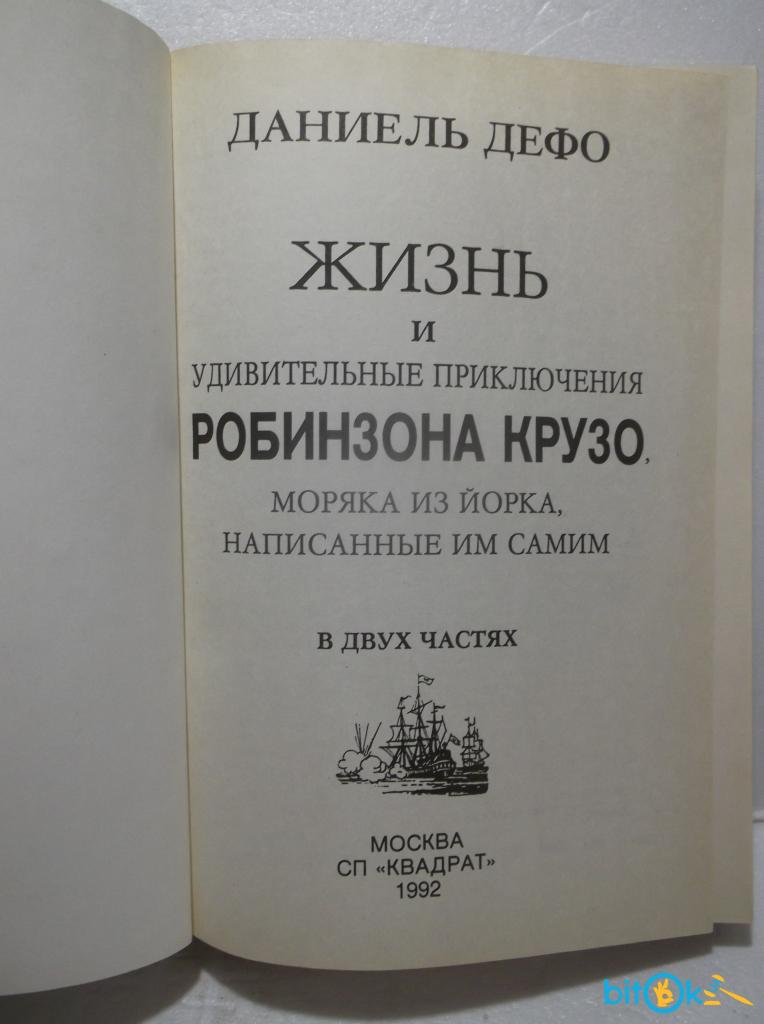 ДАНИЕЛЬ ДЕФО
ЖИЗНЬ
И
УДИВИТЕЛЬНЫЕ ПРИКЛЮЧЕНИЯ
РОБИНЗОНА КРУЗО,
МОРЯКА ИЗ ЙОРКА,
НАПИСАННЫЕ ИМ САМИМ
В ДВУХ ЧАСТЯХ
МОСКВА
СП «КВАДРАТ»
1992
bitOk